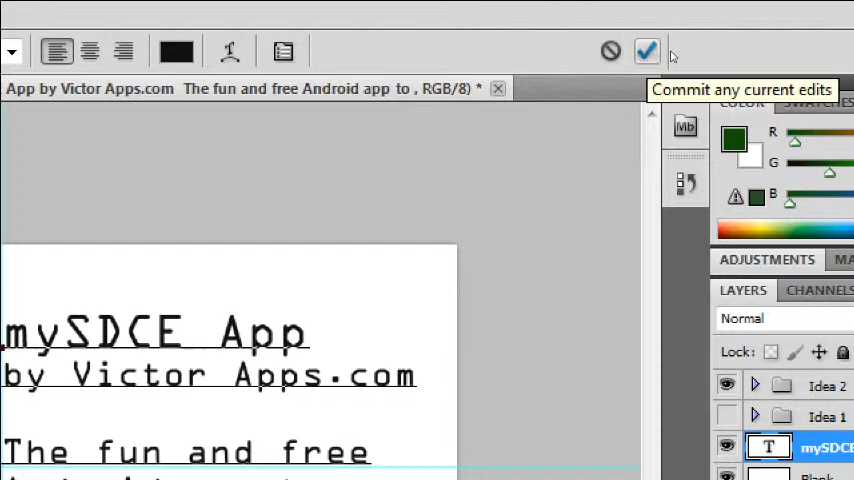 App by Victor Apps.com The fun and free Android app to , RGB/8) *
Commit any current edits
COLOR SWATCHES
Mb
R
G
B
ADJUSTMENTS
LAYERS CHANNELS
Normal
Lock:
Idea 2
Idea 1
T mySDCE
Blank
mySDCE App
by Victor Apps.com
The fun and free